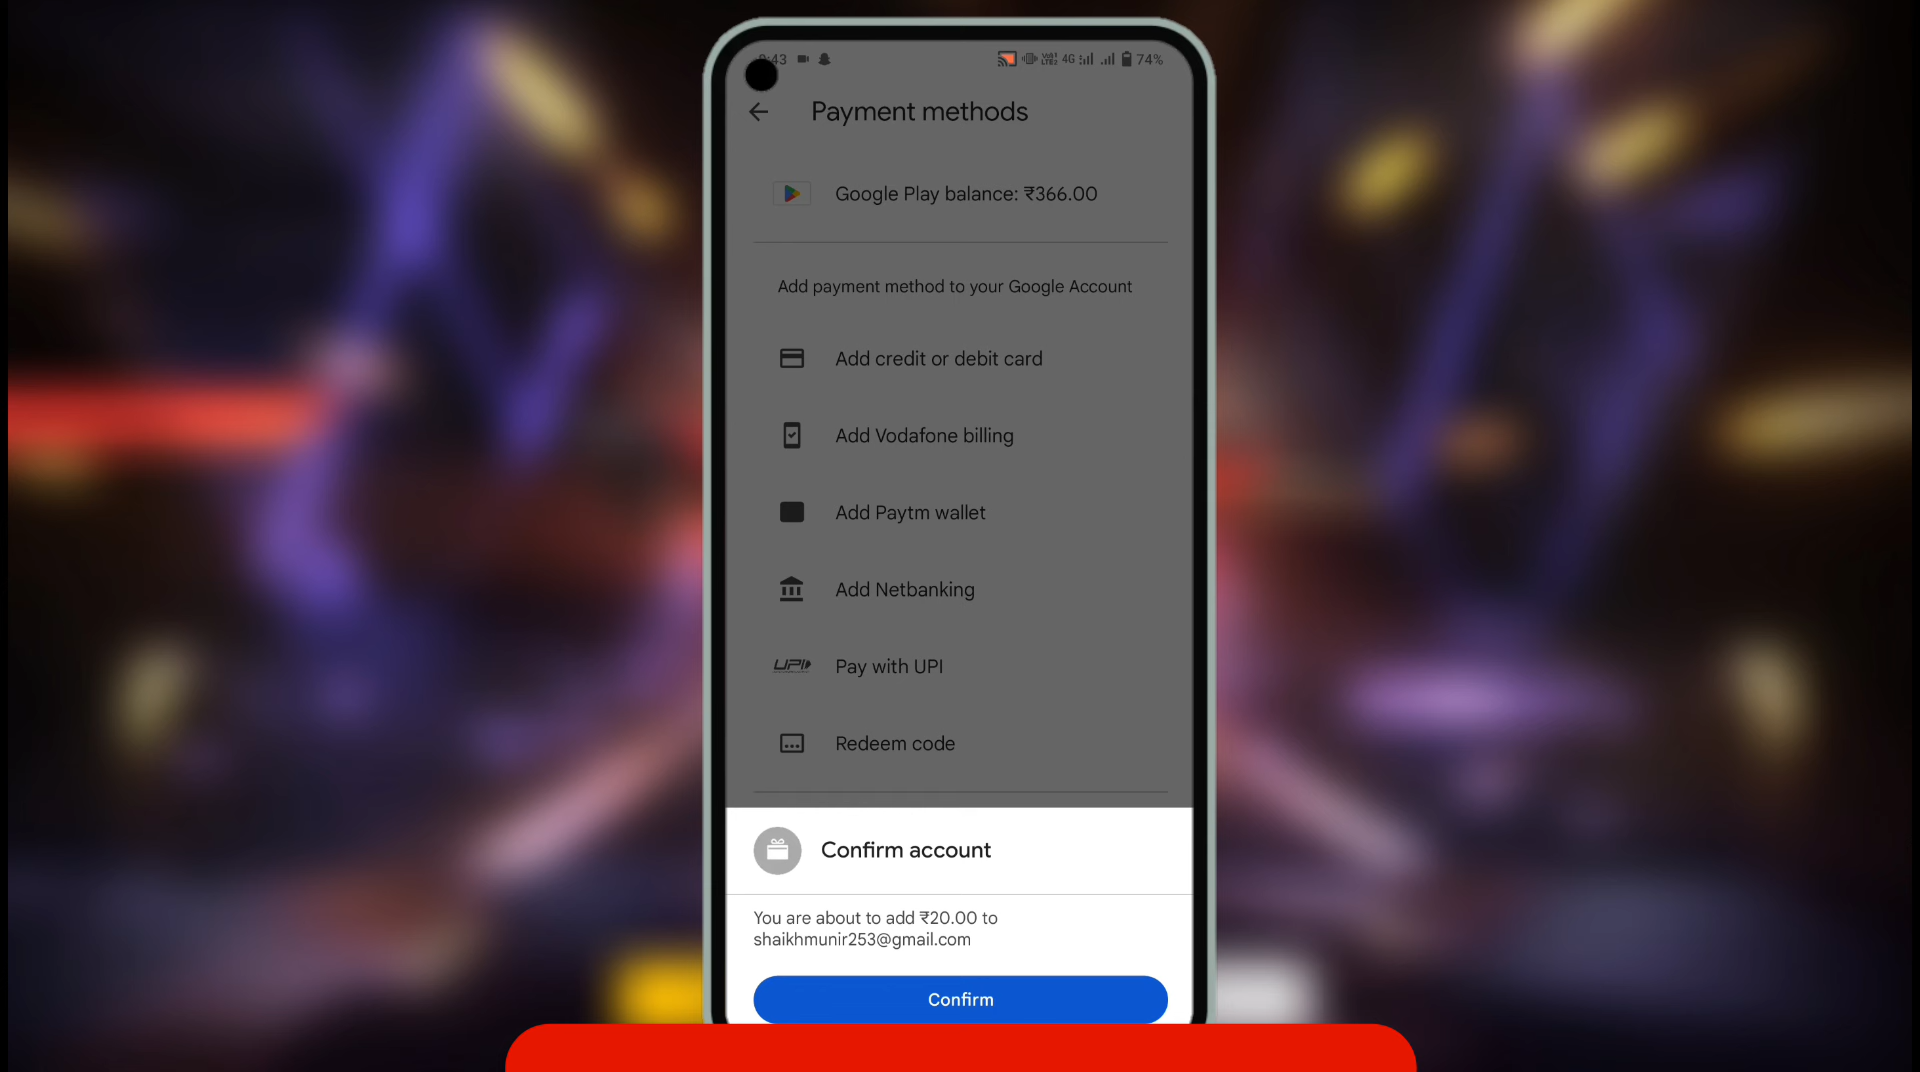 :43
VoLTE2 4G 74%
Payment methods
Google Play balance: ₹366.00
Add payment method to your Google Account
Add credit or debit card
Add Vodafone billing
Add Paytm wallet
Add Netbanking
UPI Pay with UPI
Redeem code
Confirm account
You are about to add ₹20.00 to
shaikhmunir253@gmail.com
Confirm